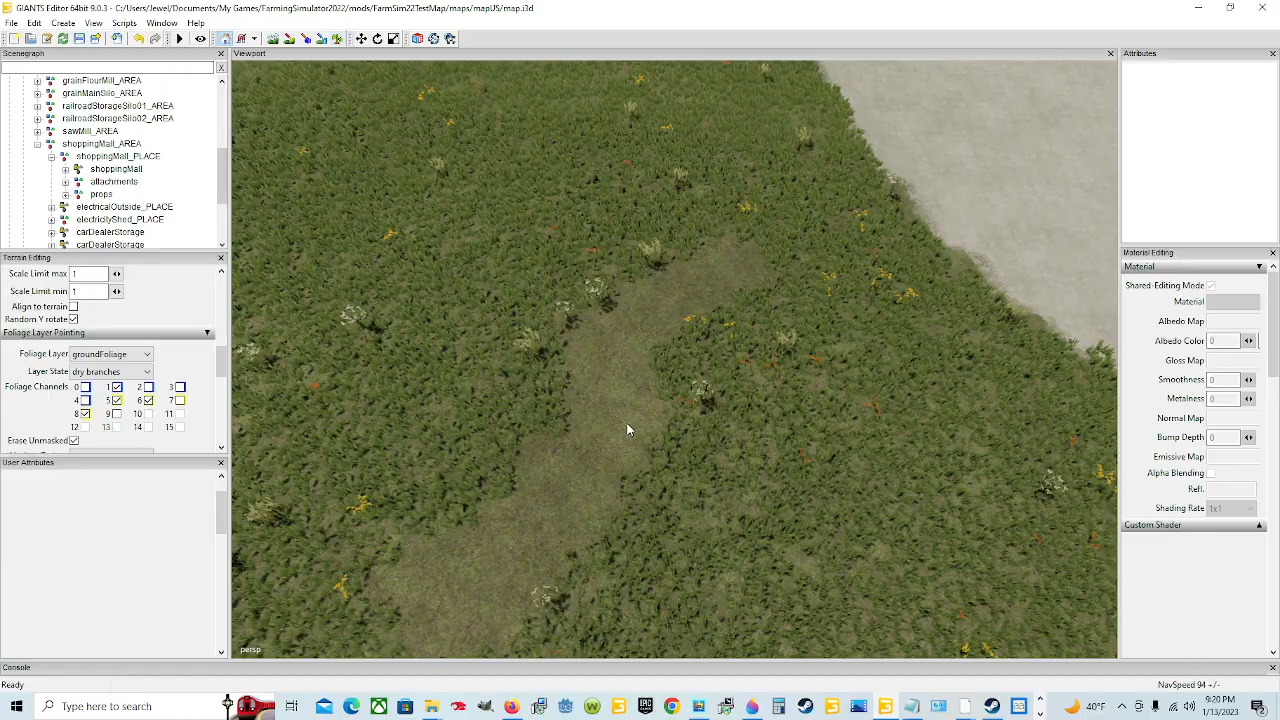 GIANTS Editor 64bit 9.0.3 - C:/Users/Jewel/Documents/My Games/FarmingSimulator2022/mods/FarmSim22TestMap/maps/mapUS/map.i3d
File Edit Create View Scripts Window Help
Scenegraph
X
grainFlourMill_AREA
grainMainSilo_AREA
railroadStorageSilo01_AREA
railroadStorageSilo02_AREA
sawMill_AREA
shoppingMall_AREA
shoppingMall_PLACE
shoppingMall
attachments
props
electricalOutside_PLACE
electricityShed_PLACE
carDealerStorage
carDealerStorage
Terrain Editing
Scale Limit max 1
Scale Limit min 1
Align to terrain
Random Y rotate
Foliage Layer Painting
Foliage Layer groundFoliage
Layer State dry branches
Foliage Channels 0 1 2 3
4 5 6 7
8 9 10 11
12 13 14 15
Erase Unmasked
User Attributes
Viewport
persp
Attributes
Material Editing
Material
Shared-Editing Mode
Material
Albedo Map
Albedo Color 0
Gloss Map
Smoothness 0
Metalness 0
Normal Map
Bump Depth 0
Emissive Map
Alpha Blending
Refl.
Shading Rate 1x1
Custom Shader
Console
Ready
NavSpeed 94 +/-
Type here to search
40°F
9:20 PM
1/13/2023